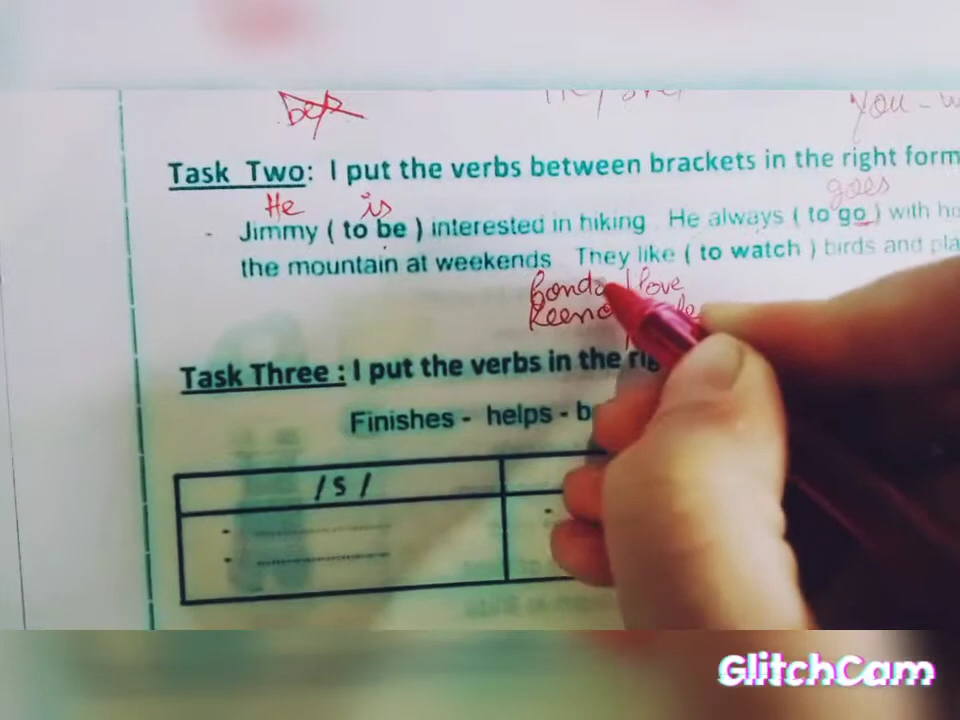 You -
Task Two: I put the verbs between brackets in the right form
He is goes
- Jimmy ( to be ) interested in hiking . He always ( to go ) with
the mountain at weekends They like ( to watch ) birds and
love
Task Three : I put the verbs in the
Finishes - helps -
/ s /
GlitchCam